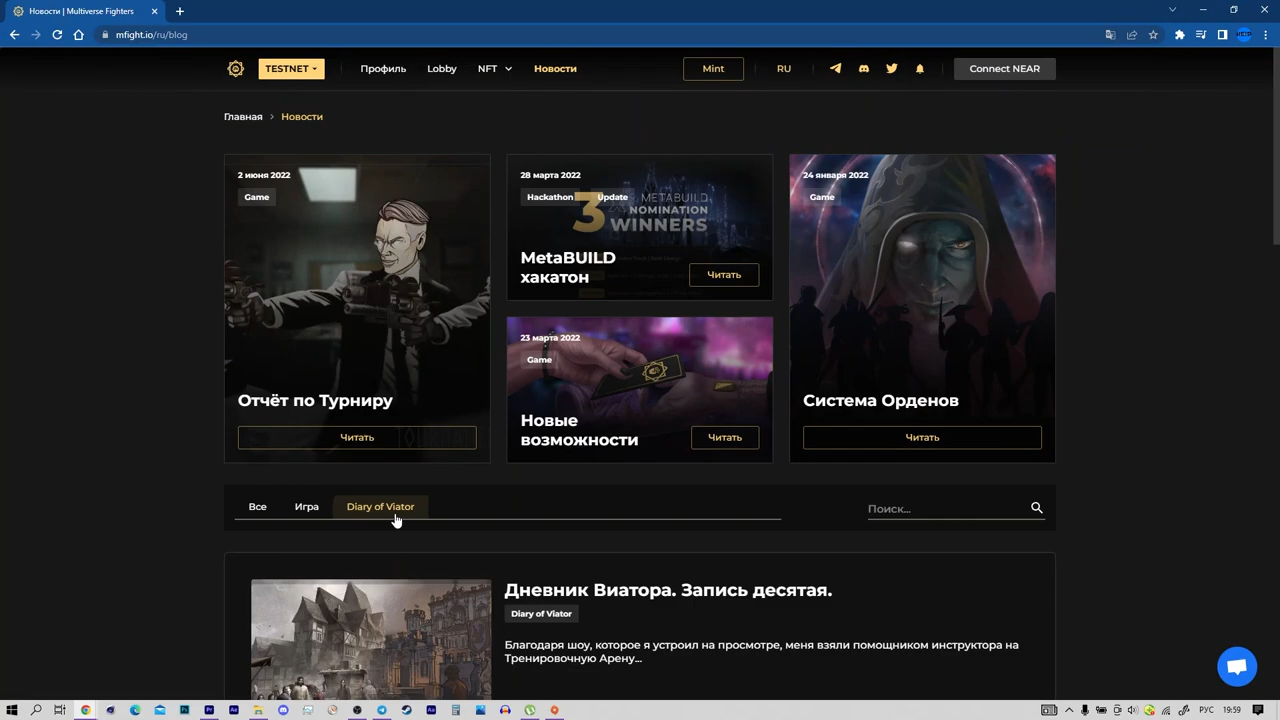 Новости | Multiverse Fighters
mfight.io/ru/blog
TESTNET
Профиль
Lobby
NFT
Новости
Mint
RU
Connect NEAR
Главная > Новости
2 июня 2022
Game
Отчёт по Турниру
Читать
28 марта 2022
Hackathon
Update
3 METABUILD
NOMINATION
WINNERS
MetaBUILD
хакатон
Читать
23 марта 2022
Game
Новые
возможности
Читать
24 января 2022
Game
Система Орденов
Читать
Все
Игра
Diary of Viator
Поиск...
Дневник Виатора. Запись десятая.
Diary of Viator
Благодаря шоу, которое я устроил на просмотре, меня взяли помощником инструктора на
Тренировочную Арену...
РУС
19:59